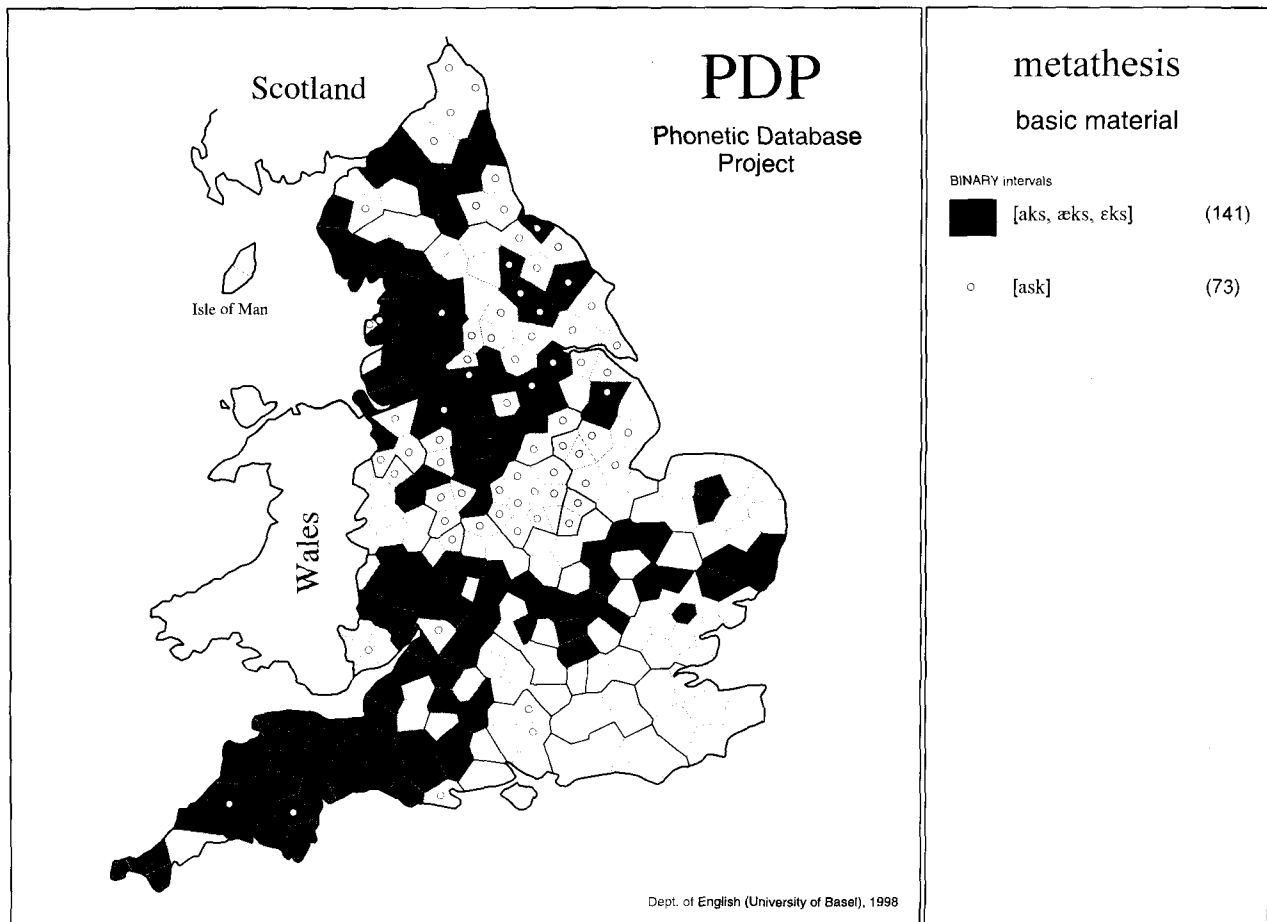 Scotland
PDP
Phonetic Database
Project
Isle of Man
Wales
Dept. of English (University of Basel), 1998
metathesis
basic material
BINARY intervals
[aks, æks, ɛks] (141)
[ask] (73)